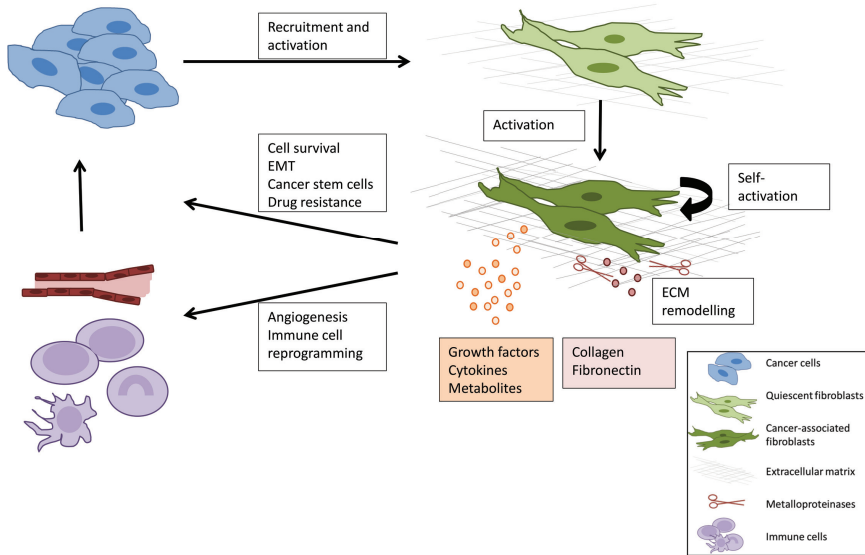 Recruitment and
activation
Activation
Cell survival
EMT
Cancer stem cells
Drug resistance
Self-
activation
ECM
remodelling
Angiogenesis
Immune cell
reprogramming
Growth factors
Cytokines
Metabolites
Collagen
Fibronectin
Cancer cells
Quiescent fibroblasts
Cancer-associated
fibroblasts
Extracellular matrix
Metalloproteinases
Immune cells